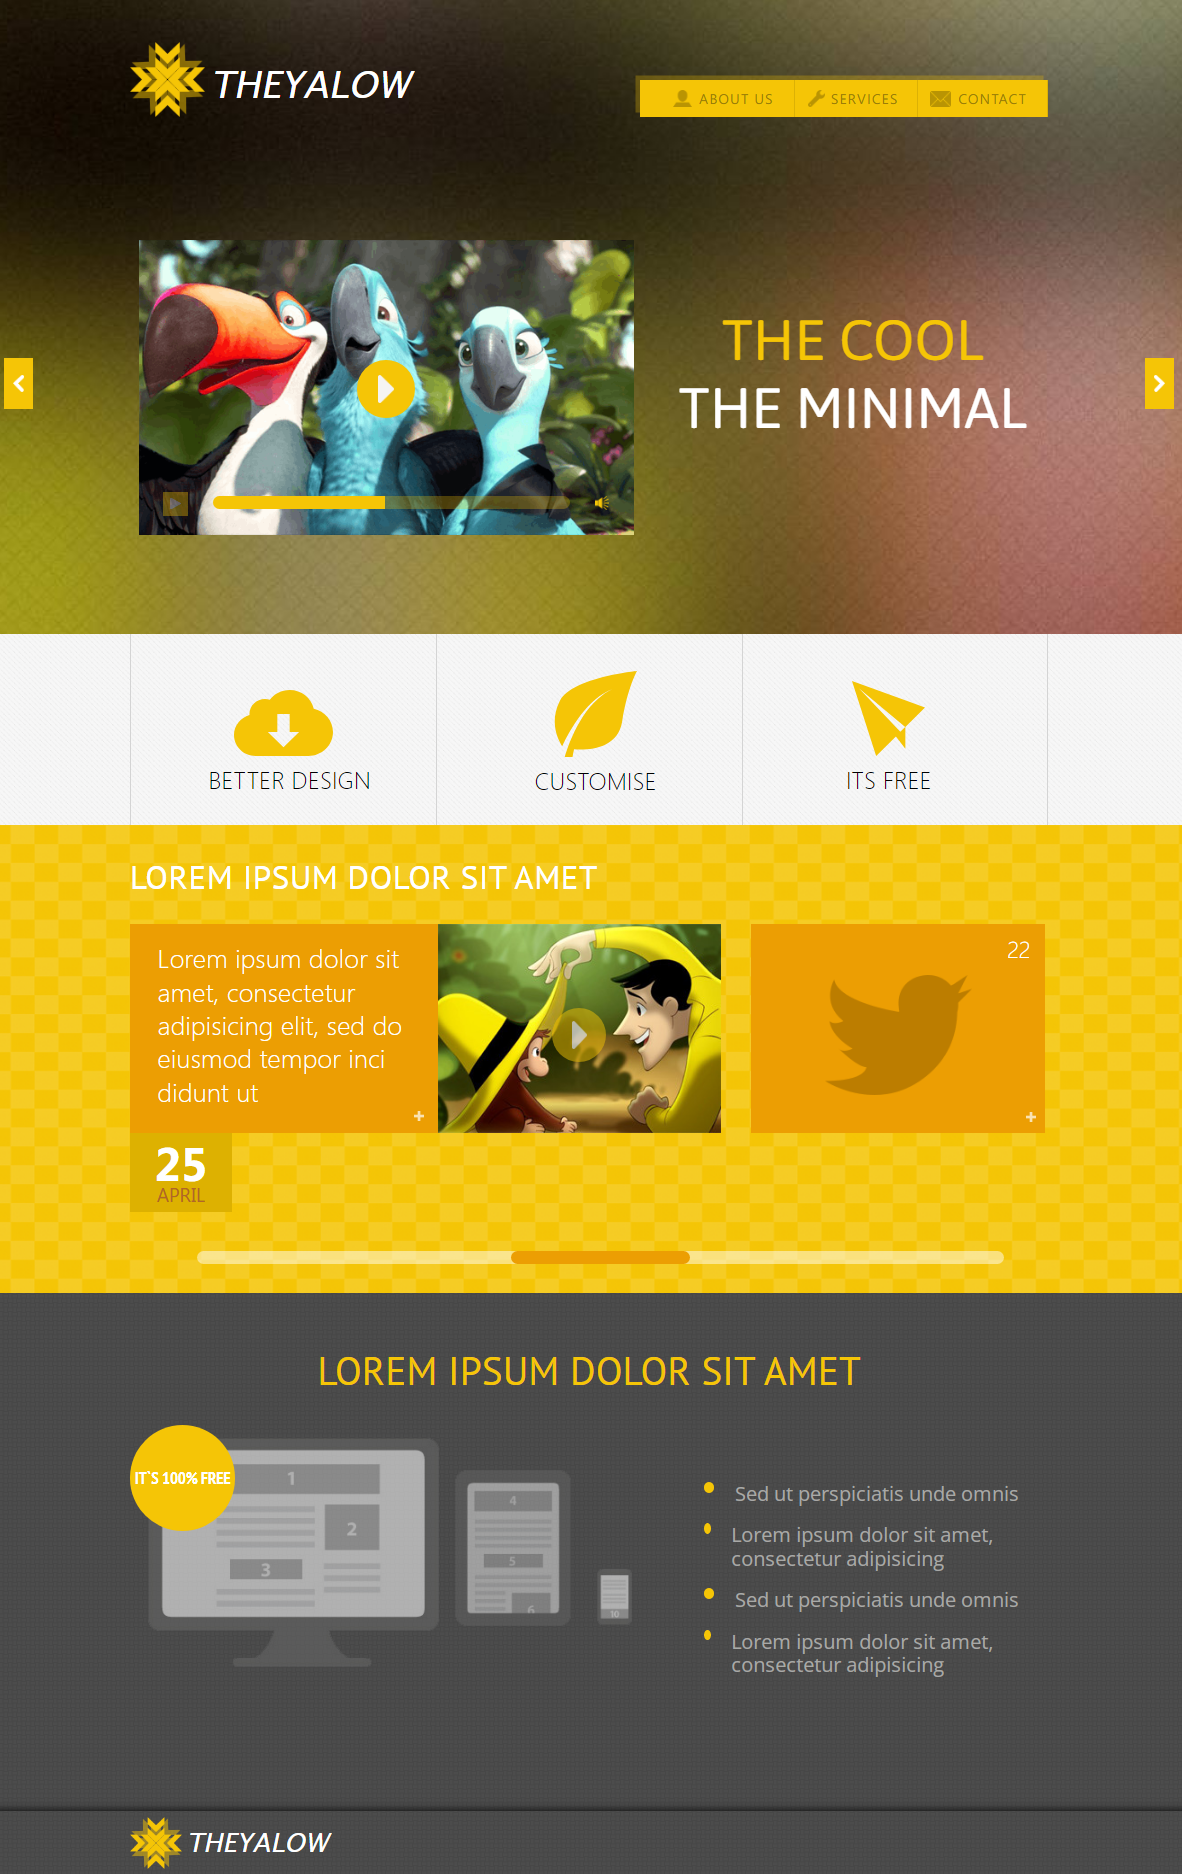 THEYALOW
ABOUT US
SERVICES
CONTACT
THE COOL
THE MINIMAL
BETTER DESIGN
CUSTOMISE
ITS FREE
LOREM IPSUM DOLOR SIT AMET
Lorem ipsum dolor sit
amet, consectetur
adipisicing elit, sed do
eiusmod tempor inci
didunt ut
+
22
+
25
APRIL
LOREM IPSUM DOLOR SIT AMET
IT`S 100% FREE
1
2
3
4
5
6
10
Sed ut perspiciatis unde omnis
Lorem ipsum dolor sit amet,
consectetur adipisicing
Sed ut perspiciatis unde omnis
Lorem ipsum dolor sit amet,
consectetur adipisicing
THEYALOW